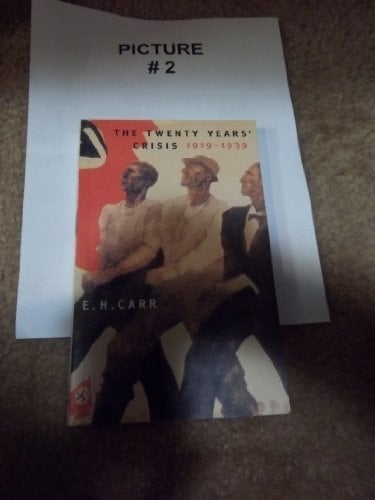 PICTURE
# 2
THE TWENTY YEARS'
CRISIS 1919-1939
E.H.CARR